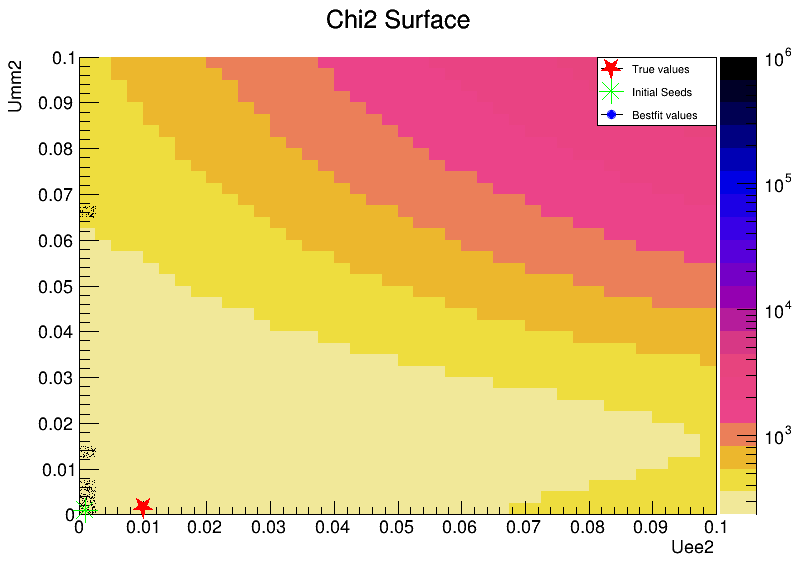 Chi2 Surface
Umm2
0.1
0.09
0.08
0.07
0.06
0.05
0.04
0.03
0.02
0.01
0
0 0.01 0.02 0.03 0.04 0.05 0.06 0.07 0.08 0.09 0.1
Uee2
True values
Initial Seeds
Bestfit values
10^6
10^5
10^4
10^3